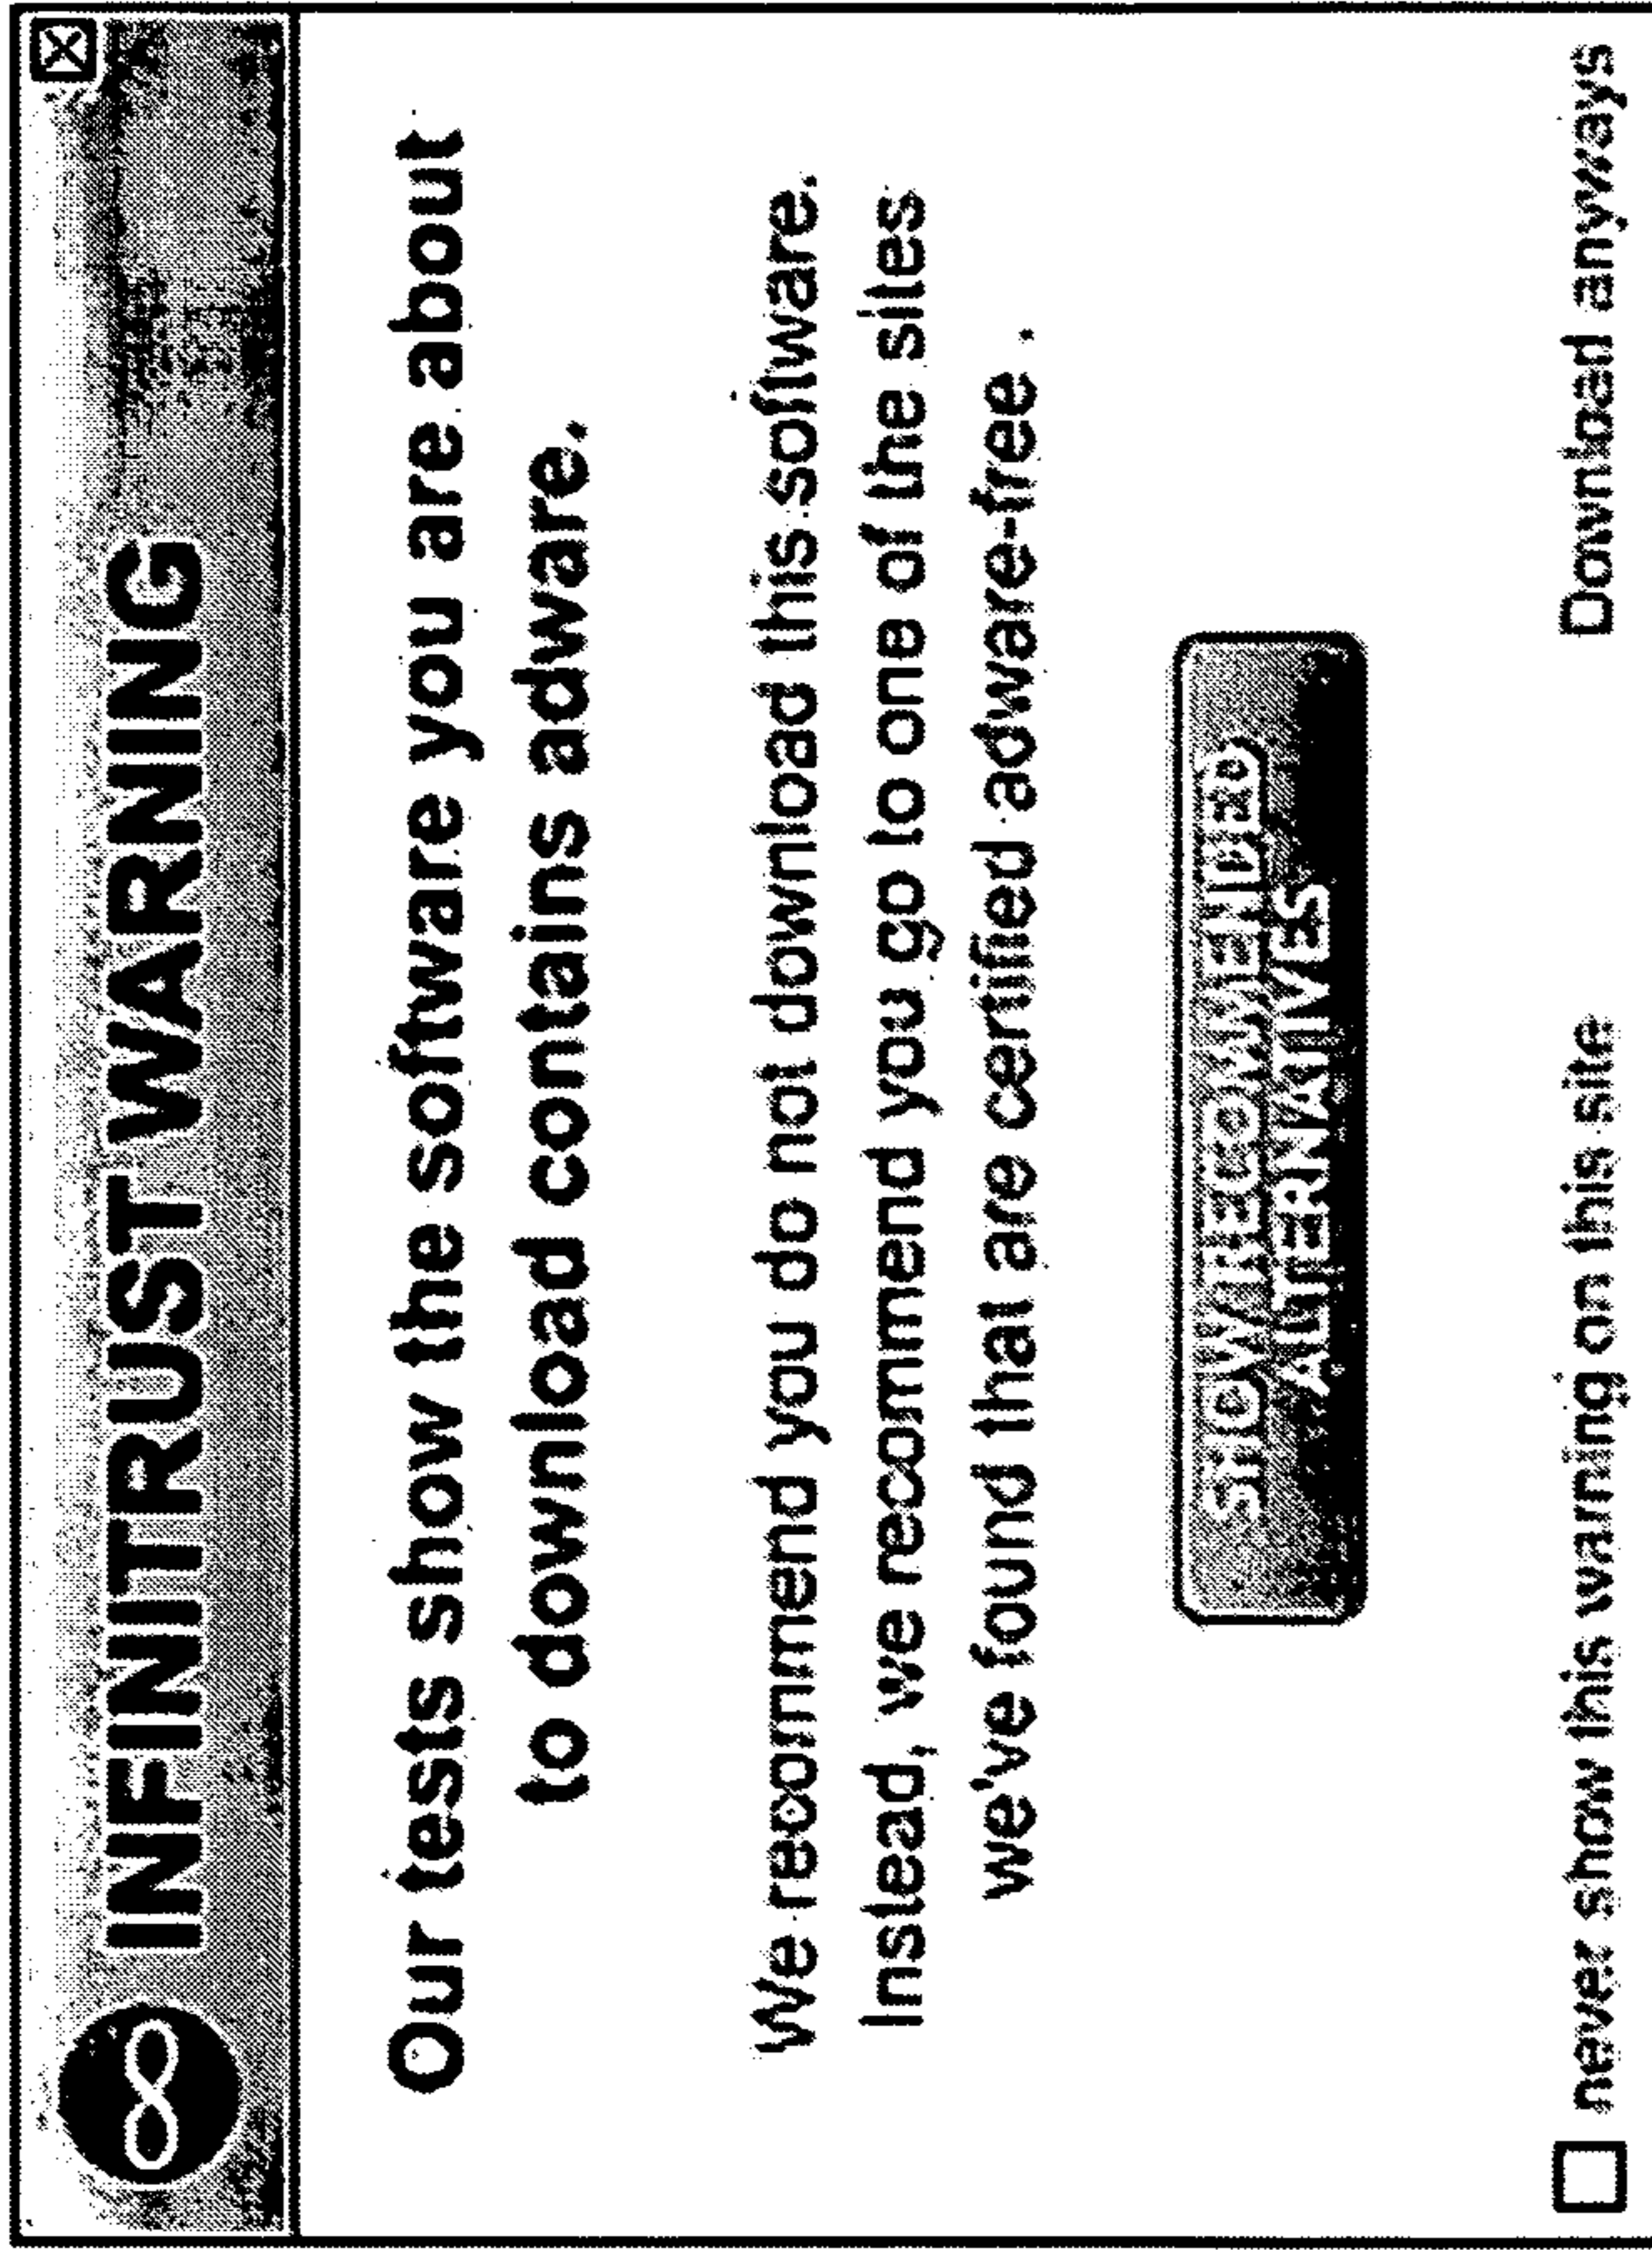 INFINITRUST WARNING
Our tests show the software you are about
to download contains adware.
We recommend you do not download this software.
Instead, we recommend you go to one of the sites
we've found that are certified adware-free .
SHOW RECOMMENDED
ALTERNATIVES
never show this warning on this site
Download anyways